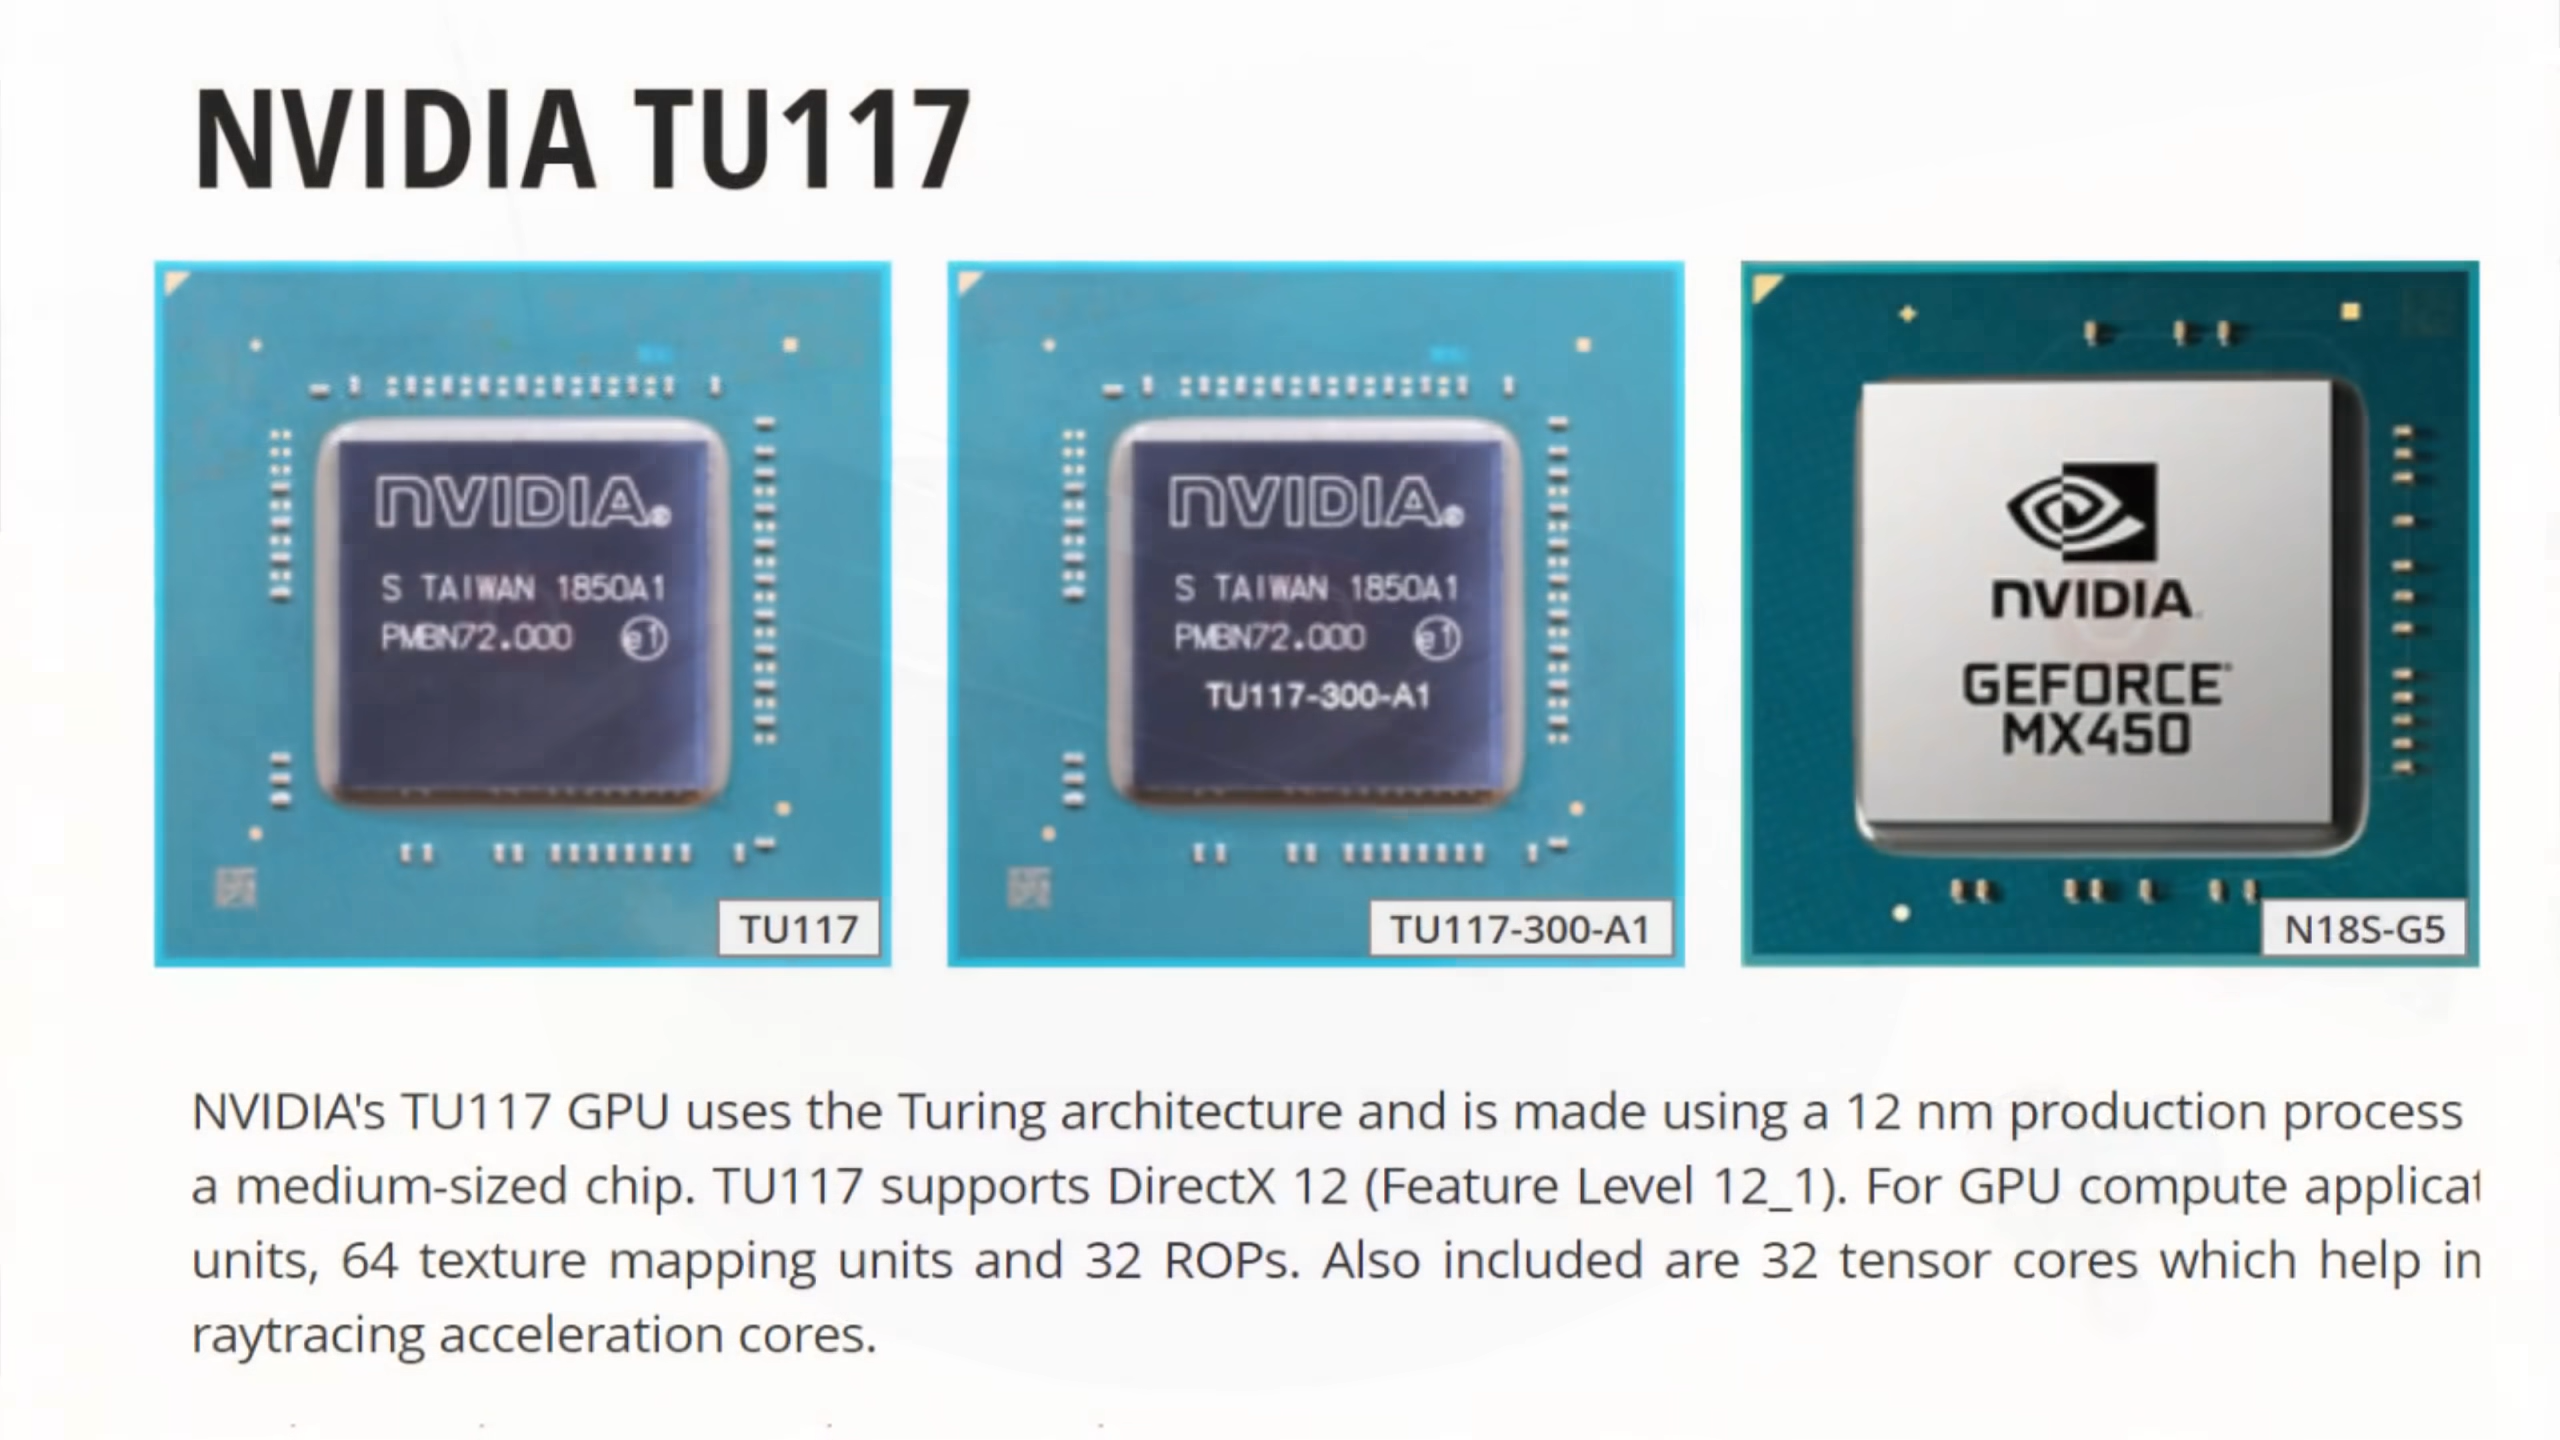 NVIDIA TU117
NVIDIA
S TAIWAN 1850A1
PMBN72.000 e1
TU117
NVIDIA
S TAIWAN 1850A1
PMBN72.000 e1
TU117-300-A1
TU117-300-A1
NVIDIA
GEFORCE
MX450
N18S-G5
NVIDIA's TU117 GPU uses the Turing architecture and is made using a 12 nm production process
a medium-sized chip. TU117 supports DirectX 12 (Feature Level 12_1). For GPU compute applicat
units, 64 texture mapping units and 32 ROPs. Also included are 32 tensor cores which help in
raytracing acceleration cores.